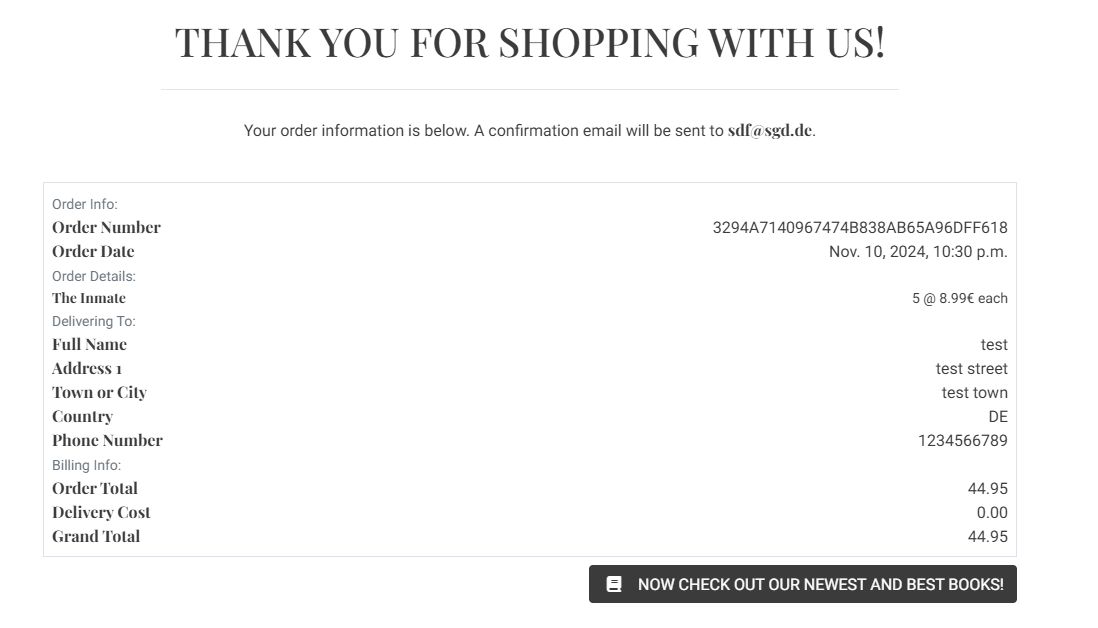 THANK YOU FOR SHOPPING WITH US!
Your order information is below. A confirmation email will be sent to sdf@sgd.de.
Order Info:
Order Number 3294A7140967474B838AB65A96DFF618
Order Date Nov. 10, 2024, 10:30 p.m.
Order Details:
The Inmate 5 @ 8.99€ each
Delivering To:
Full Name test
Address 1 test street
Town or City test town
Country DE
Phone Number 1234566789
Billing Info:
Order Total 44.95
Delivery Cost 0.00
Grand Total 44.95
NOW CHECK OUT OUR NEWEST AND BEST BOOKS!